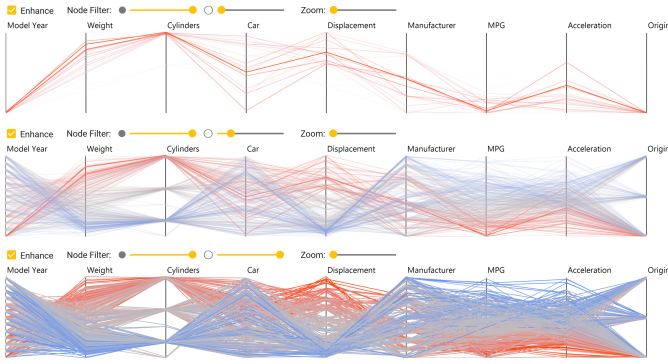 Enhance Node Filter: Zoom:
Model Year Weight Cylinders Car Displacement Manufacturer MPG Acceleration Origin
Enhance Node Filter: Zoom:
Model Year Weight Cylinders Car Displacement Manufacturer MPG Acceleration Origin
Enhance Node Filter: Zoom:
Model Year Weight Cylinders Car Displacement Manufacturer MPG Acceleration Origin